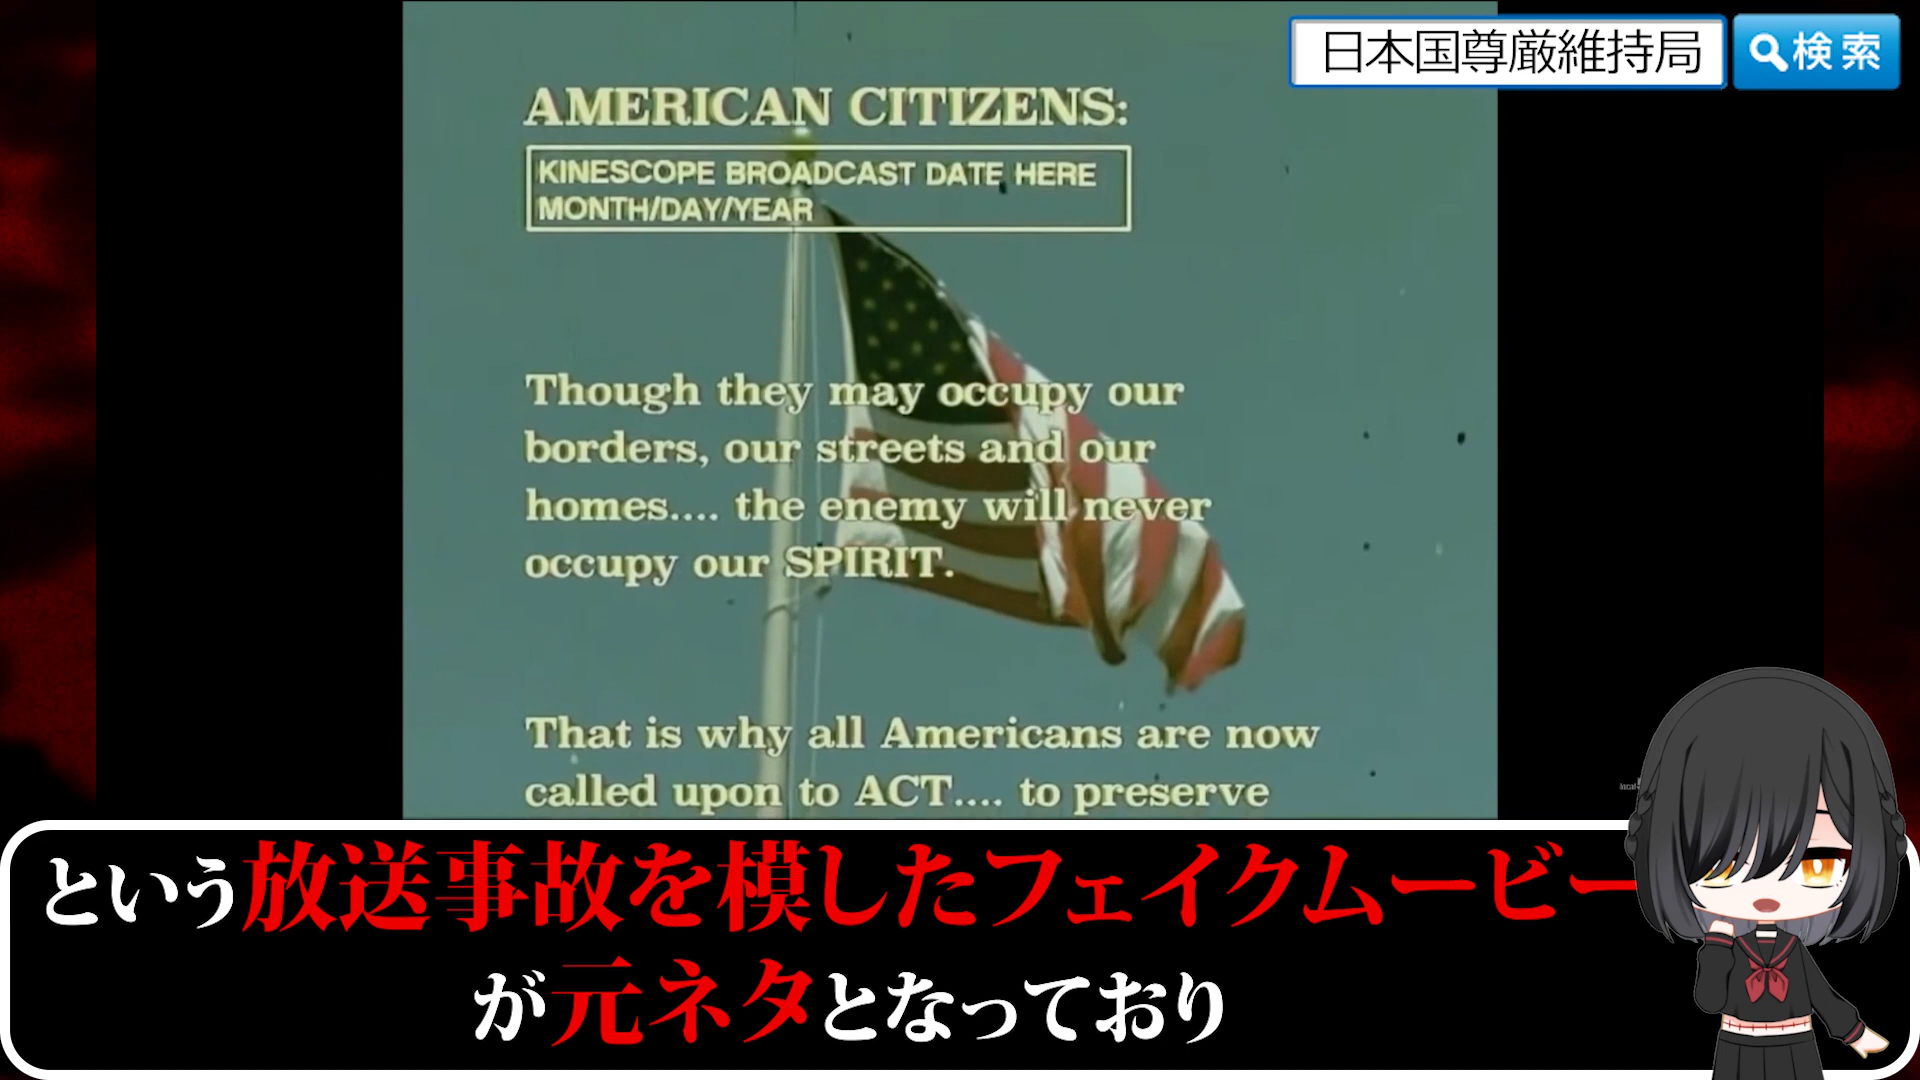 日本国尊厳維持局
検索
AMERICAN CITIZENS:
KINESCOPE BROADCAST DATE HERE
MONTH/DAY/YEAR
Though they may occupy our
borders, our streets and our
homes.... the enemy will never
occupy our SPIRIT.
That is why all Americans are now
called upon to ACT.... to preserve
local
という放送事故を模したフェイクムービー
が元ネタとなっており